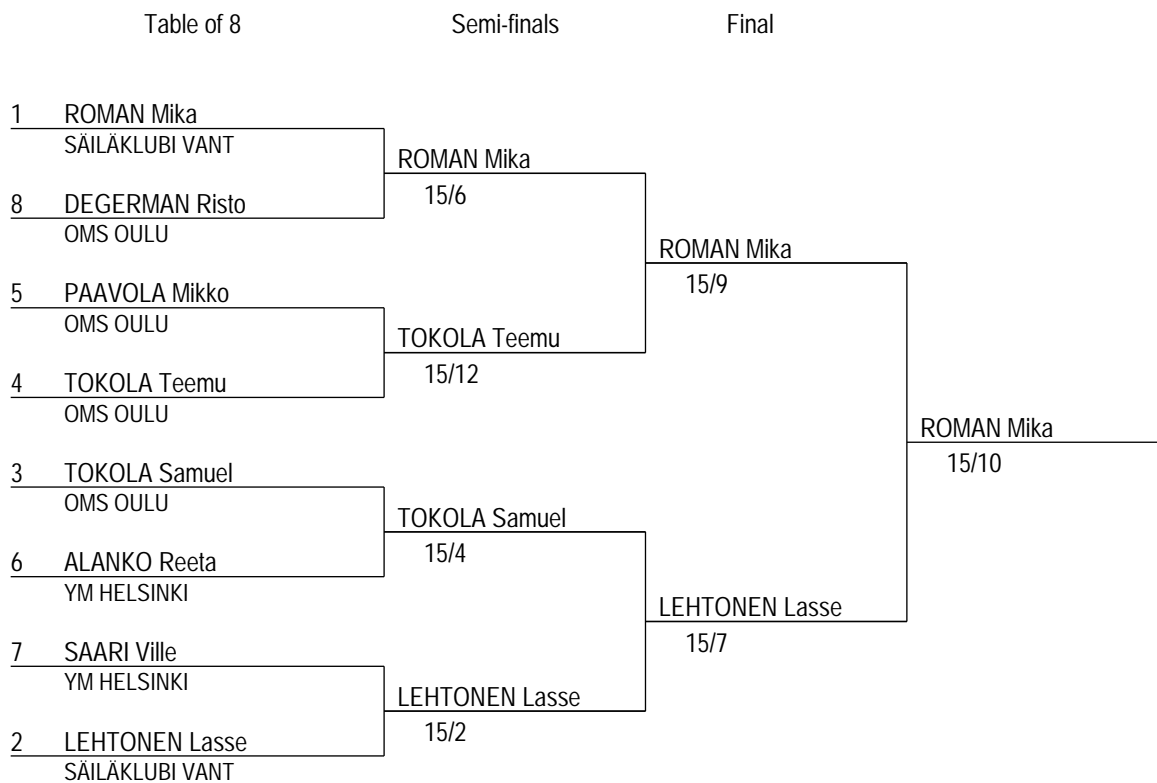 Table of 8 Semi-finals Final
1 ROMAN Mika
SÄILÄKLUBI VANT
ROMAN Mika
15/6
8 DEGERMAN Risto
OMS OULU
ROMAN Mika
15/9
5 PAAVOLA Mikko
OMS OULU
TOKOLA Teemu
15/12
4 TOKOLA Teemu
OMS OULU
ROMAN Mika
15/10
3 TOKOLA Samuel
OMS OULU
TOKOLA Samuel
15/4
6 ALANKO Reeta
YM HELSINKI
LEHTONEN Lasse
15/7
7 SAARI Ville
YM HELSINKI
LEHTONEN Lasse
15/2
2 LEHTONEN Lasse
SÄILÄKLUBI VANT